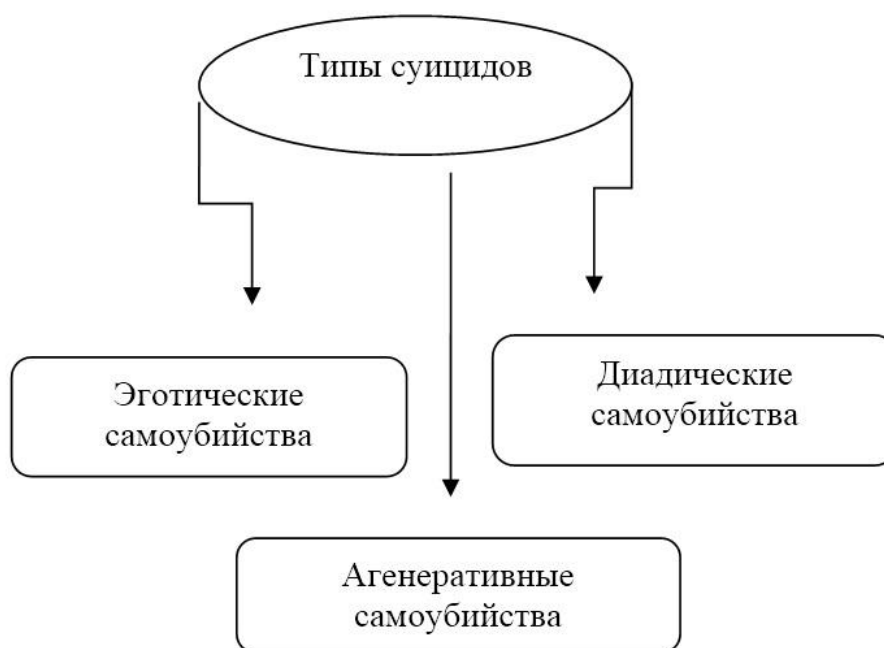 Типы суицидов
Эготические
самоубийства
Диадические
самоубийства
Агенеративные
самоубийства